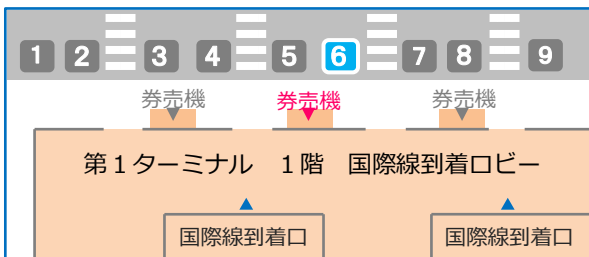 1 2 3 4 5 6 7 8 9
券売機 券売機 券売機
第1ターミナル 1階 国際線到着ロビー
国際線到着口 国際線到着口